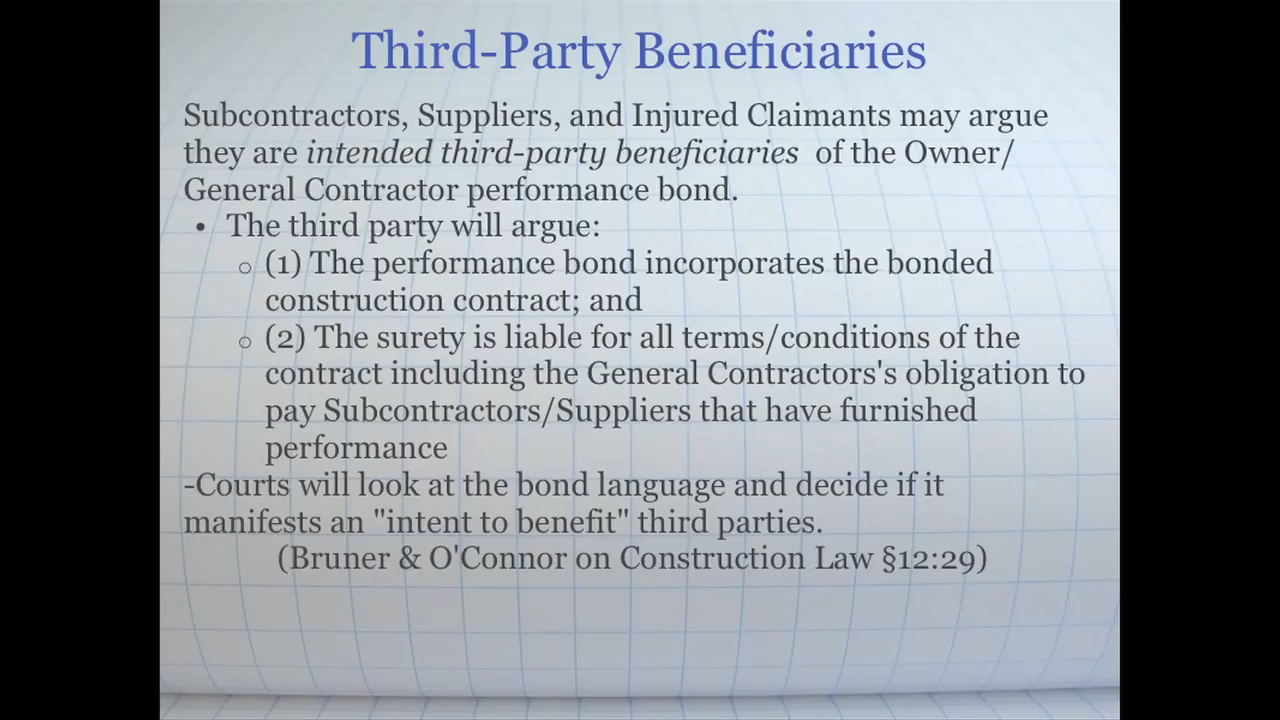 Third-Party Beneficiaries
Subcontractors, Suppliers, and Injured Claimants may argue
they are intended third-party beneficiaries of the Owner/
General Contractor performance bond.
• The third party will argue:
o (1) The performance bond incorporates the bonded
construction contract; and
o (2) The surety is liable for all terms/conditions of the
contract including the General Contractors's obligation to
pay Subcontractors/Suppliers that have furnished
performance
-Courts will look at the bond language and decide if it
manifests an "intent to benefit" third parties.
(Bruner & O'Connor on Construction Law §12:29)